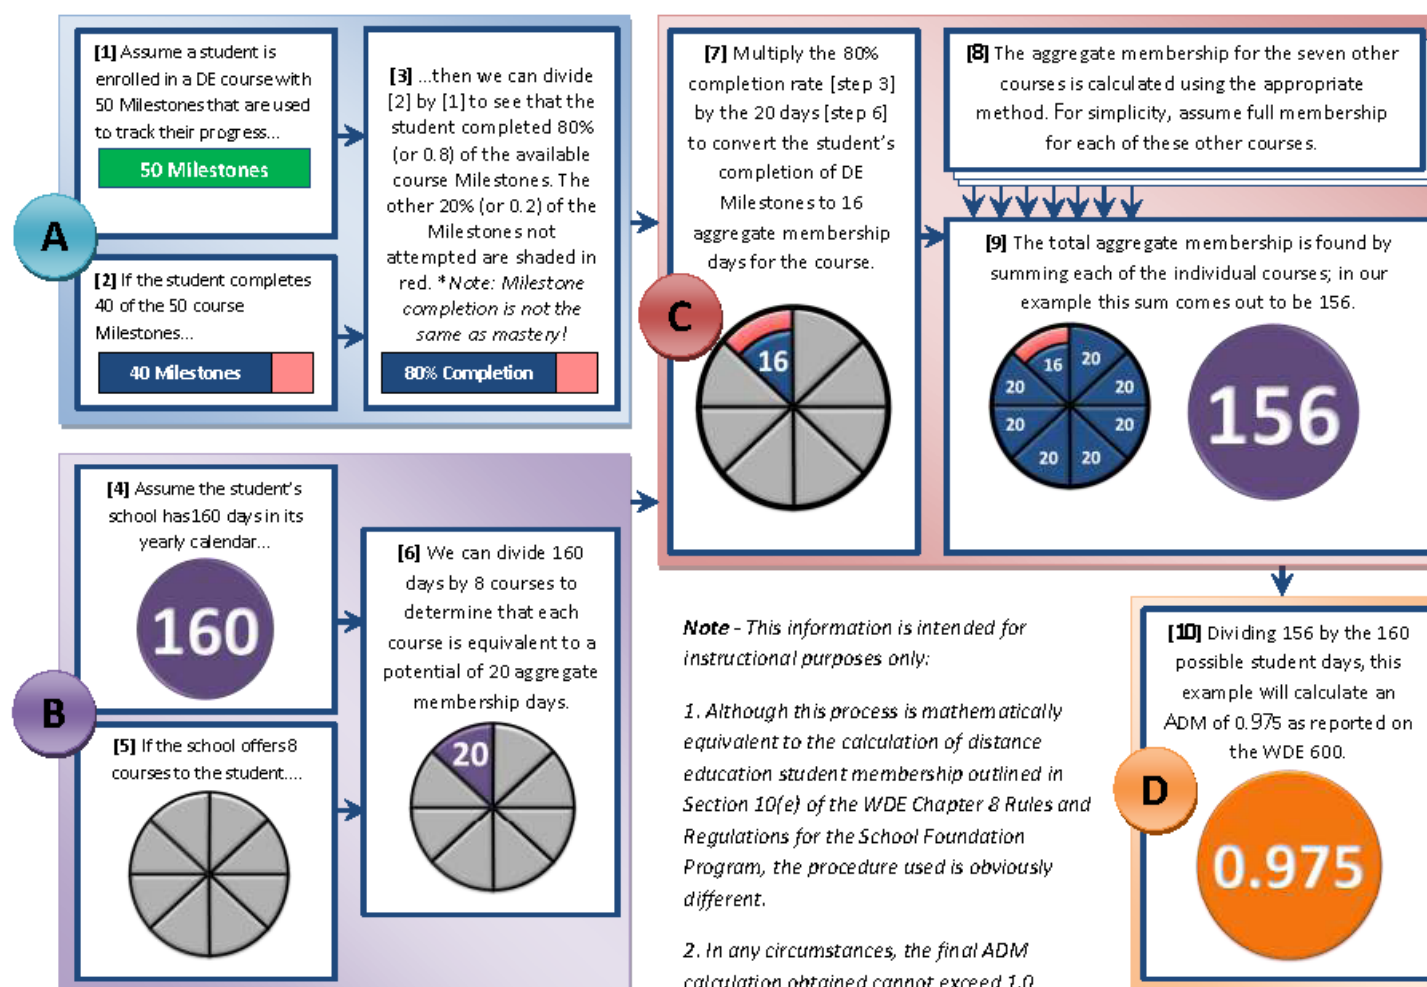 [1] Assume a student is
enrolled in a DE course with
50 Milestones that are used
to track their progress...
50 Milestones
A
[2] If the student completes
40 of the 50 course
Milestones...
40 Milestones
[3] ...then we can divide
[2] by [1] to see that the
student completed 80%
(or 0.8) of the available
course Milestones. The
other 20% (or 0.2) of the
Milestones not
attempted are shaded in
red. *Note: Milestone
completion is not the
same as mastery!
80% Completion
[4] Assume the student's
school has 160 days in its
yearly calendar...
160
B
[5] If the school offers 8
courses to the student....
[6] We can divide 160
days by 8 courses to
determine that each
course is equivalent to a
potential of 20 aggregate
membership days.
20
[7] Multiply the 80%
completion rate [step 3]
by the 20 days [step 6]
to convert the student's
completion of DE
Milestones to 16
aggregate membership
days for the course.
C
16
[8] The aggregate membership for the seven other
courses is calculated using the appropriate
method. For simplicity, assume full membership
for each of these other courses.
[9] The total aggregate membership is found by
summing each of the individual courses; in our
example this sum comes out to be 156.
16 20
20 20
20 20
20 20
156
Note - This information is intended for
instructional purposes only:
1. Although this process is mathematically
equivalent to the calculation of distance
education student membership outlined in
Section 10(e) of the WDE Chapter 8 Rules and
Regulations for the School Foundation
Program, the procedure used is obviously
different.
2. In any circumstances, the final ADM
calculation obtained cannot exceed 1.0
[10] Dividing 156 by the 160
possible student days, this
example will calculate an
ADM of 0.975 as reported on
the WDE 600.
D
0.975